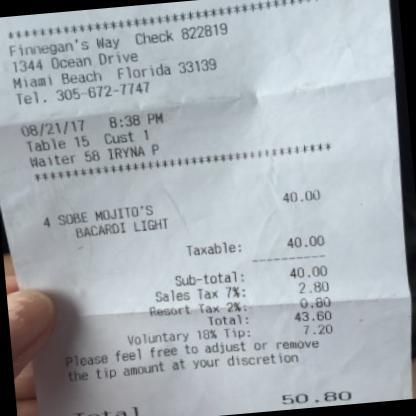 ************************************
Finnegan's Way Check 822819
1344 Ocean Drive
Miami Beach Florida 33139
Tel. 305-672-7747
08/21/17 8:38 PM
Table 15 Cust 1
Waiter 58 IRYNA P
************************************
4 SOBE MOJITO'S 40.00
BACARDI LIGHT
Taxable: 40.00
----------
Sub-total: 40.00
Sales Tax 7%: 2.80
Resort Tax 2%: 0.80
Total: 43.60
Voluntary 18% Tip: 7.20
Please feel free to adjust or remove
the tip amount at your discretion
Total 50.80